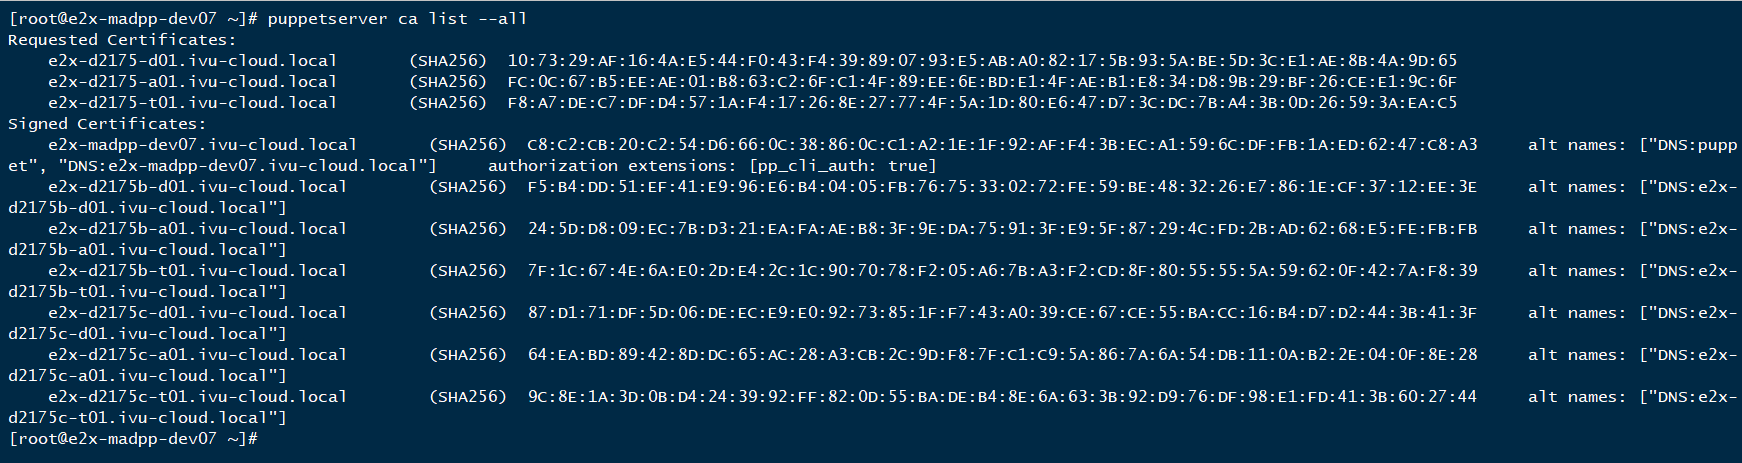 [root@e2x-madpp-dev07 ~]# puppetserver ca list --all
Requested Certificates:
    e2x-d2175-d01.ivu-cloud.local       (SHA256)  10:73:29:AF:16:4A:E5:44:F0:43:F4:39:89:07:93:E5:AB:A0:82:17:5B:93:5A:BE:5D:3C:E1:AE:8B:4A:9D:65
    e2x-d2175-a01.ivu-cloud.local       (SHA256)  FC:0C:67:B5:EE:AE:01:B8:63:C2:6F:C1:4F:89:EE:6E:BD:E1:4F:AE:B1:E8:34:D8:9B:29:BF:26:CE:E1:9C:6F
    e2x-d2175-t01.ivu-cloud.local       (SHA256)  F8:A7:DE:C7:DF:D4:57:1A:F4:17:26:8E:27:77:4F:5A:1D:80:E6:47:D7:3C:DC:7B:A4:3B:0D:26:59:3A:EA:C5
Signed Certificates:
    e2x-madpp-dev07.ivu-cloud.local       (SHA256)  C8:C2:CB:20:C2:54:D6:66:0C:38:86:0C:C1:A2:1E:1F:92:AF:F4:3B:EC:A1:59:6C:DF:FB:1A:ED:62:47:C8:A3     alt names: ["DNS:pupp
et", "DNS:e2x-madpp-dev07.ivu-cloud.local"]     authorization extensions: [pp_cli_auth: true]
    e2x-d2175b-d01.ivu-cloud.local        (SHA256)  F5:B4:DD:51:EF:41:E9:96:E6:B4:04:05:FB:76:75:33:02:72:FE:59:BE:48:32:26:E7:86:1E:CF:37:12:EE:3E     alt names: ["DNS:e2x-
d2175b-d01.ivu-cloud.local"]
    e2x-d2175b-a01.ivu-cloud.local        (SHA256)  24:5D:D8:09:EC:7B:D3:21:EA:FA:AE:B8:3F:9E:DA:75:91:3F:E9:5F:87:29:4C:FD:2B:AD:62:68:E5:FE:FB:FB     alt names: ["DNS:e2x-
d2175b-a01.ivu-cloud.local"]
    e2x-d2175b-t01.ivu-cloud.local        (SHA256)  7F:1C:67:4E:6A:E0:2D:E4:2C:1C:90:70:78:F2:05:A6:7B:A3:F2:CD:8F:80:55:55:5A:59:62:0F:42:7A:F8:39     alt names: ["DNS:e2x-
d2175b-t01.ivu-cloud.local"]
    e2x-d2175c-d01.ivu-cloud.local        (SHA256)  87:D1:71:DF:5D:06:DE:EC:E9:E0:92:73:85:1F:F7:43:A0:39:CE:67:CE:55:BA:CC:16:B4:D7:D2:44:3B:41:3F     alt names: ["DNS:e2x-
d2175c-d01.ivu-cloud.local"]
    e2x-d2175c-a01.ivu-cloud.local        (SHA256)  64:EA:BD:89:42:8D:DC:65:AC:28:A3:CB:2C:9D:F8:7F:C1:C9:5A:86:7A:6A:54:DB:11:0A:B2:2E:04:0F:8E:28     alt names: ["DNS:e2x-
d2175c-a01.ivu-cloud.local"]
    e2x-d2175c-t01.ivu-cloud.local        (SHA256)  9C:8E:1A:3D:0B:D4:24:39:92:FF:82:0D:55:BA:DE:B4:8E:6A:63:3B:92:D9:76:DF:98:E1:FD:41:3B:60:27:44     alt names: ["DNS:e2x-
d2175c-t01.ivu-cloud.local"]
[root@e2x-madpp-dev07 ~]#